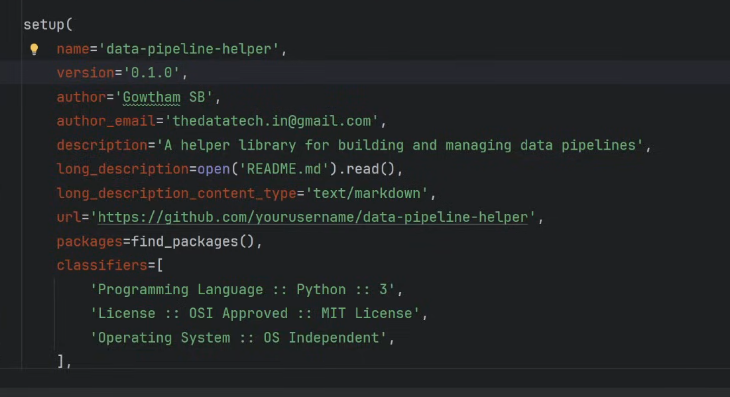 setup(
    name='data-pipeline-helper',
    version='0.1.0',
    author='Gowtham SB',
    author_email='thedatatech.in@gmail.com',
    description='A helper library for building and managing data pipelines',
    long_description=open('README.md').read(),
    long_description_content_type='text/markdown',
    url='https://github.com/yourusername/data-pipeline-helper',
    packages=find_packages(),
    classifiers=[
        'Programming Language :: Python :: 3',
        'License :: OSI Approved :: MIT License',
        'Operating System :: OS Independent',
    ],